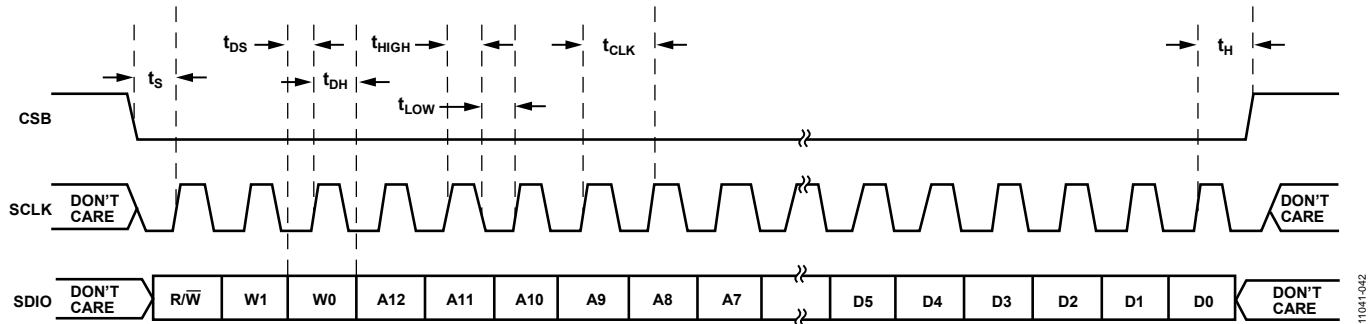 tDS
tHIGH
tCLK
tH
tS
tDH
tLOW
CSB
SCLK
DON'T CARE
DON'T CARE
SDIO
DON'T CARE
R/W̅
W1
W0
A12
A11
A10
A9
A8
A7
D5
D4
D3
D2
D1
D0
DON'T CARE
11041-042